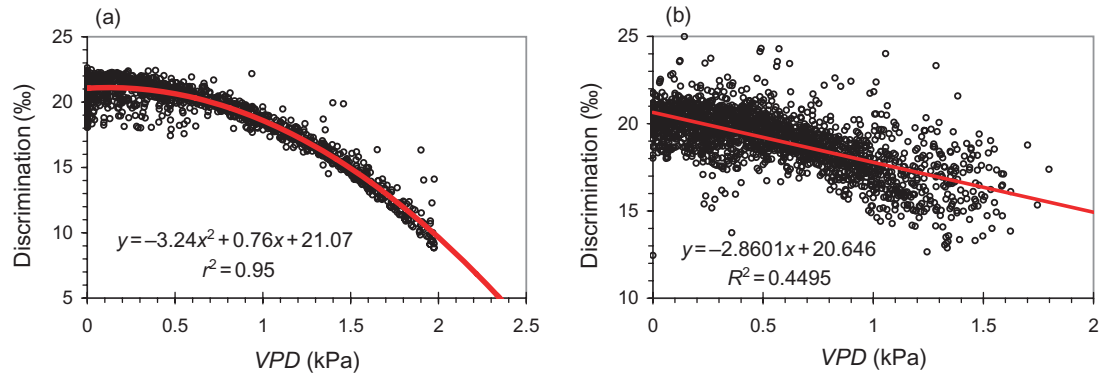 (a)
25
20
15
10
5
Discrimination (‰)
y=–3.24x²+0.76x+21.07
r²=0.95
0 0.5 1 1.5 2 2.5
VPD (kPa)
(b)
25
20
15
10
Discrimination (‰)
y=–2.8601x+20.646
R²=0.4495
0 0.5 1 1.5 2
VPD (kPa)